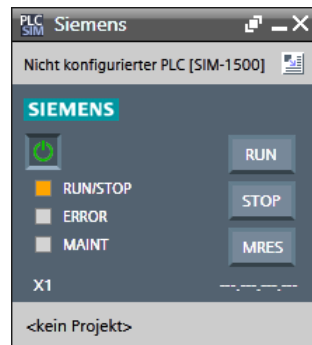 PLC SIM Siemens
Nicht konfigurierter PLC [SIM-1500]
SIEMENS
RUN
RUN/STOP
STOP
ERROR
MAINT
MRES
X1 ---.---.---.---
<kein Projekt>